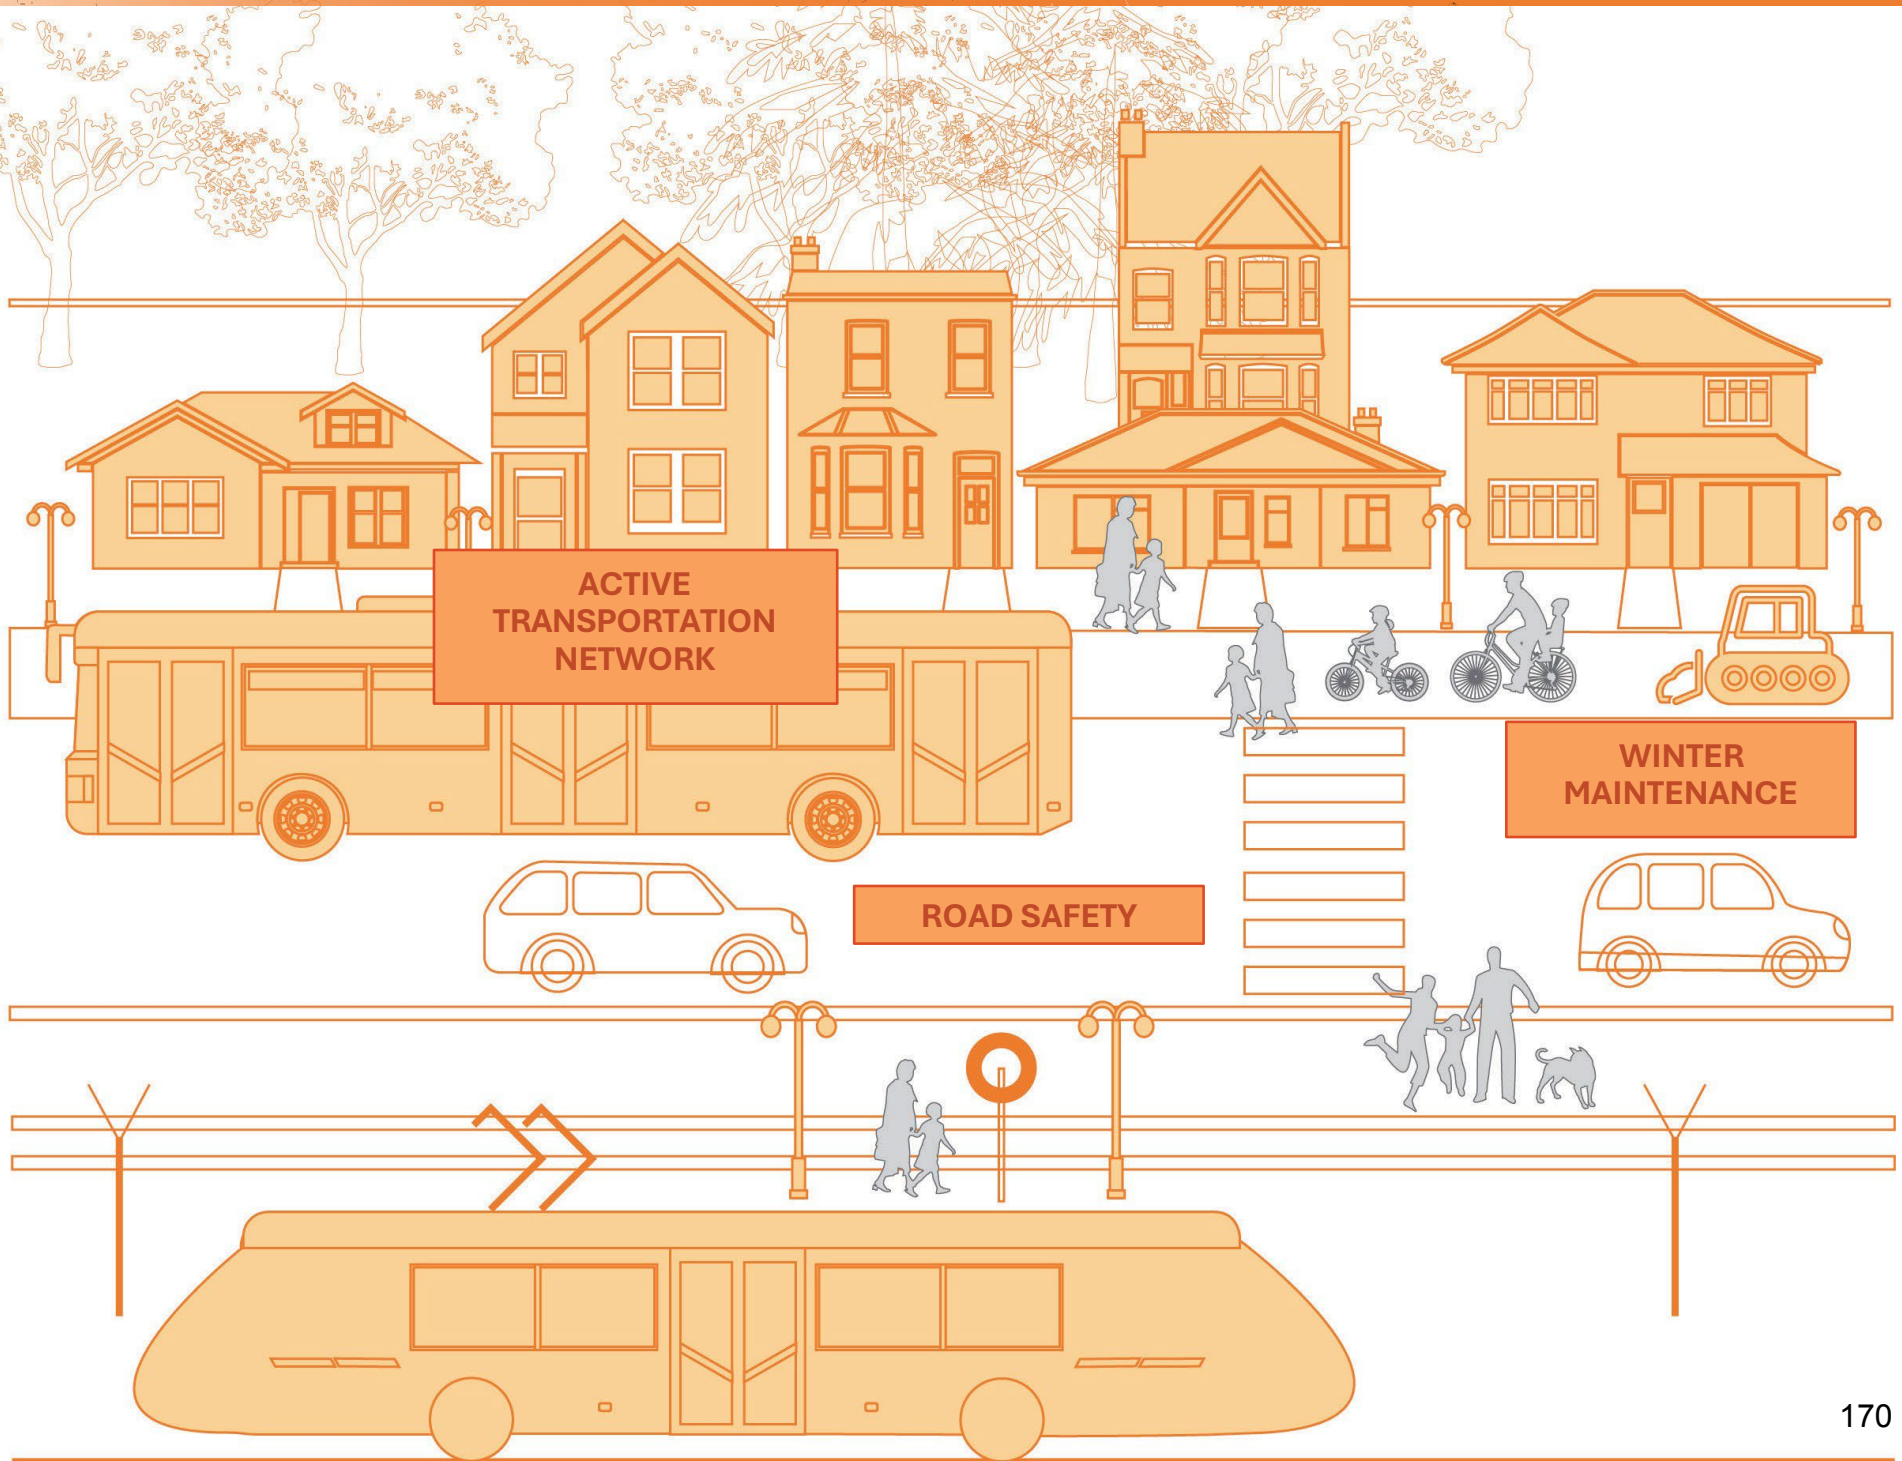 ACTIVE
TRANSPORTATION
NETWORK
WINTER
MAINTENANCE
ROAD SAFETY
170